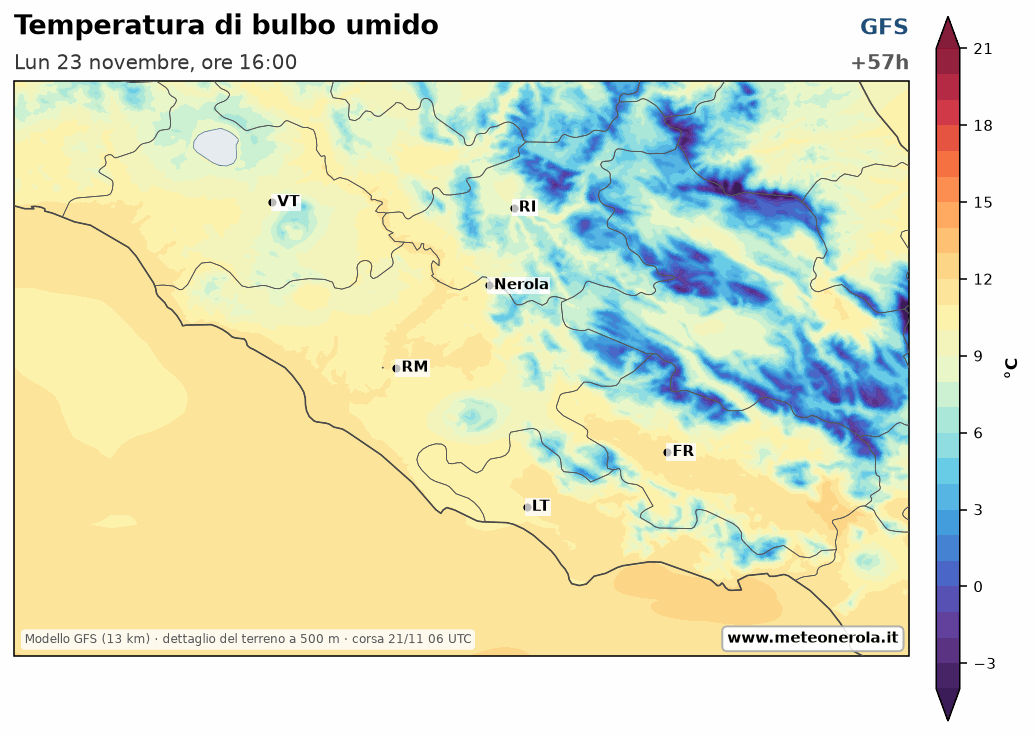 Temperatura di bulbo umido
GFS
Lun 23 novembre, ore 16:00
+57h
VT
RI
Nerola
RM
FR
LT
Modello GFS (13 km) · dettaglio del terreno a 500 m · corsa 21/11 06 UTC
www.meteonerola.it
21
18
15
12
9
6
3
0
−3
°C